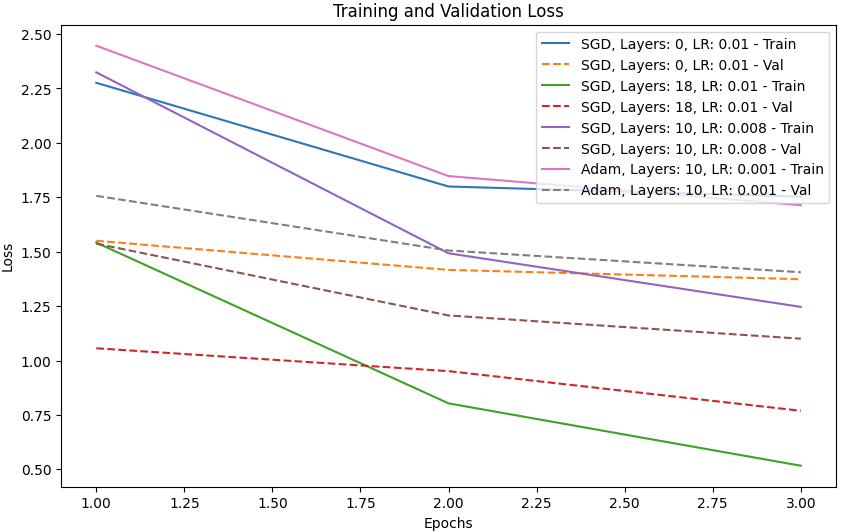 Training and Validation Loss
2.50
2.25
2.00
1.75
1.50
1.25
1.00
0.75
0.50
Loss
SGD, Layers: 0, LR: 0.01 - Train
SGD, Layers: 0, LR: 0.01 - Val
SGD, Layers: 18, LR: 0.01 - Train
SGD, Layers: 18, LR: 0.01 - Val
SGD, Layers: 10, LR: 0.008 - Train
SGD, Layers: 10, LR: 0.008 - Val
Adam, Layers: 10, LR: 0.001 - Train
Adam, Layers: 10, LR: 0.001 - Val
1.00 1.25 1.50 1.75 2.00 2.25 2.50 2.75 3.00
Epochs